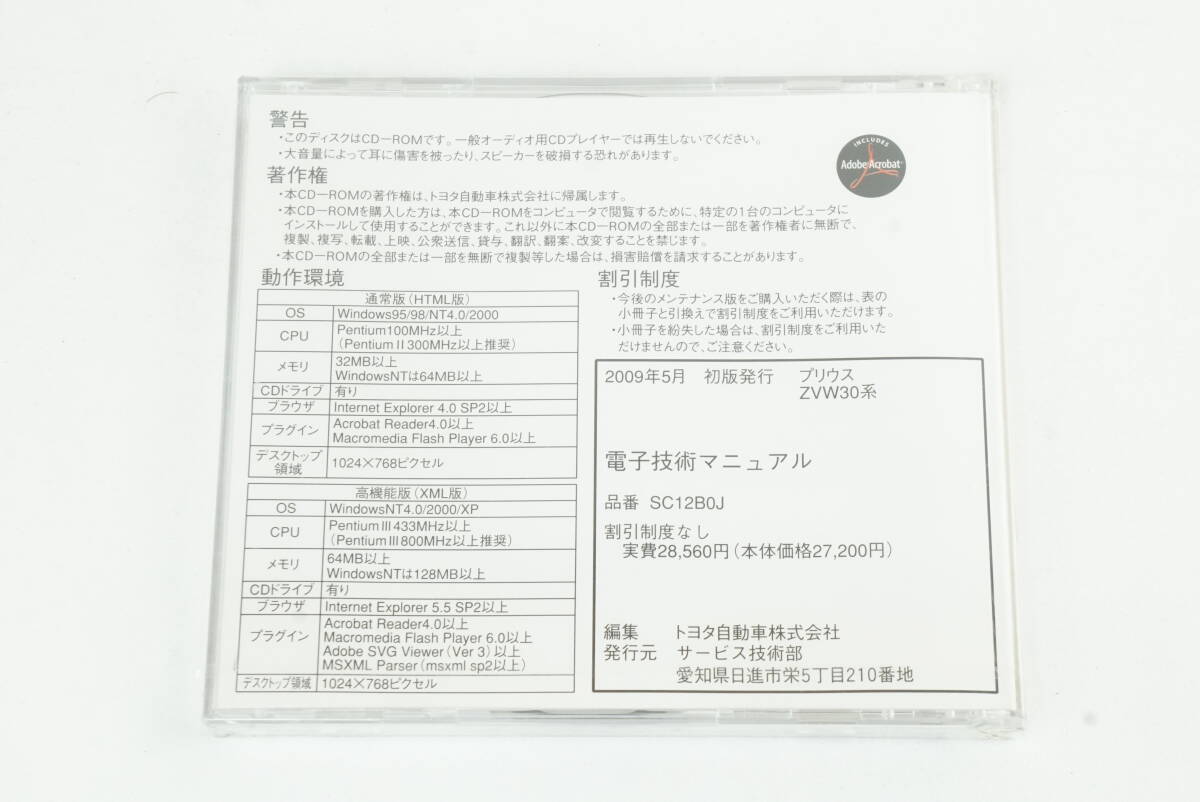 警告
・このディスクはCD－ROMです。一般オーディオ用CDプレイヤーでは再生しないでください。
・大音量によって耳に傷害を被ったり、スピーカーを破損する恐れがあります。
著作権
・本CD－ROMの著作権は、トヨタ自動車株式会社に帰属します。
・本CD－ROMを購入した方は、本CD－ROMをコンピュータで閲覧するために、特定の1台のコンピュータに
インストールして使用することができます。これ以外に本CD－ROMの全部または一部を著作権者に無断で、
複製、複写、転載、上映、公衆送信、貸与、翻訳、翻案、改変することを禁じます。
・本CD－ROMの全部または一部を無断で複製等した場合は、損害賠償を請求することがあります。
INCLUDES
Adobe Acrobat
動作環境
通常版（HTML版）
OS Windows95/98/NT4.0/2000
CPU Pentium100MHz以上
（PentiumⅡ300MHz以上推奨）
メモリ 32MB以上
WindowsNTは64MB以上
CDドライブ 有り
ブラウザ Internet Explorer 4.0 SP2以上
プラグイン Acrobat Reader4.0以上
Macromedia Flash Player 6.0以上
デスクトップ領域 1024×768ピクセル
高機能版（XML版）
OS WindowsNT4.0/2000/XP
CPU PentiumⅢ433MHz以上
（PentiumⅢ800MHz以上推奨）
メモリ 64MB以上
WindowsNTは128MB以上
CDドライブ 有り
ブラウザ Internet Explorer 5.5 SP2以上
プラグイン Acrobat Reader4.0以上
Macromedia Flash Player 6.0以上
Adobe SVG Viewer（Ver 3）以上
MSXML Parser（msxml sp2以上）
デスクトップ領域 1024×768ピクセル
割引制度
・今後のメンテナンス版をご購入いただく際は、表の
小冊子と引換えで割引制度をご利用いただけます。
・小冊子を紛失した場合は、割引制度をご利用いた
だけませんので、ご注意ください。
2009年5月 初版発行 プリウス
ZVW30系
電子技術マニュアル
品番 SC12B0J
割引制度なし
実費28,560円（本体価格27,200円）
編集 トヨタ自動車株式会社
発行元 サービス技術部
愛知県日進市栄5丁目210番地